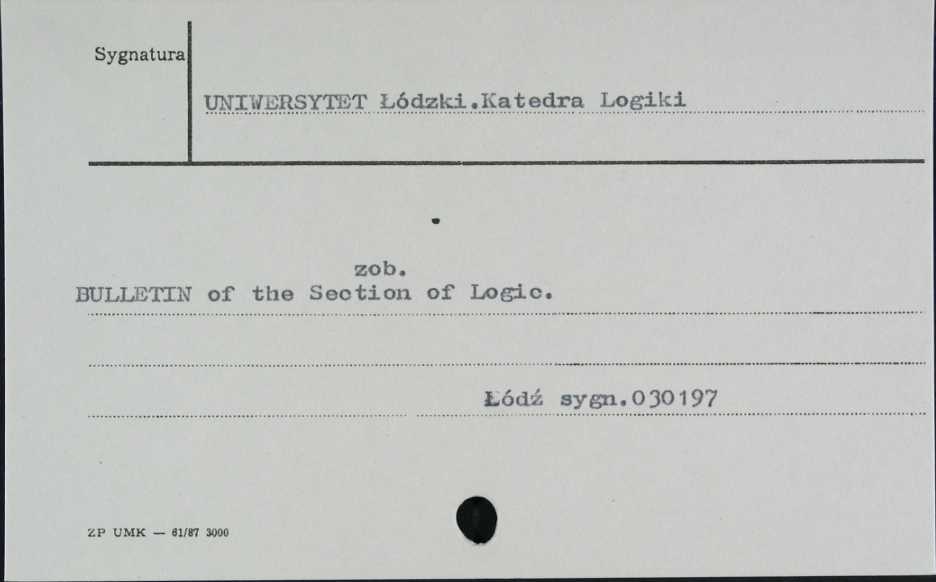 Sygnatura
UNIWERSYTET Łódzki.Katedra Logiki
zob.
BULLETIN of the Section of Logic.
Łódź sygn.030197
ZP UMK — 61/87 3000